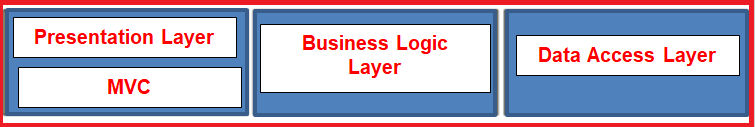 Presentation Layer
MVC
Business Logic
Layer
Data Access Layer